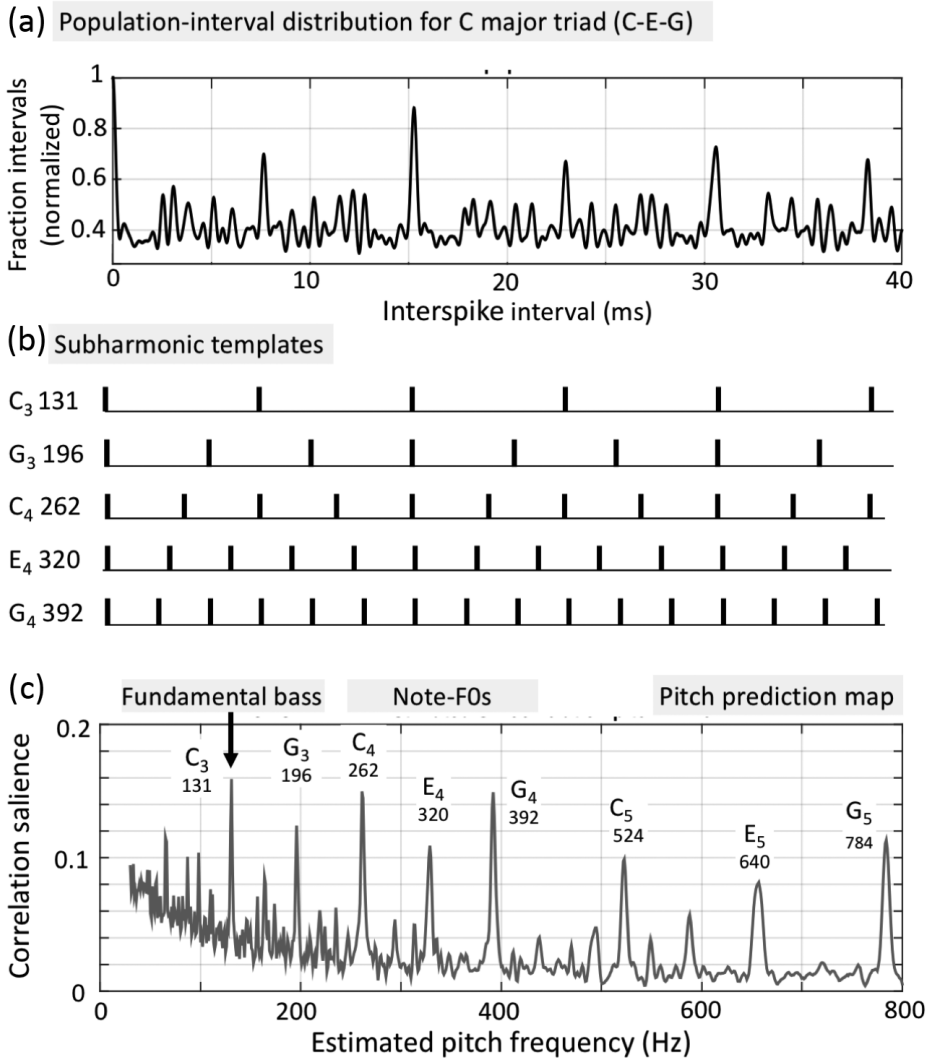 (a) Population-interval distribution for C major triad (C-E-G)
Fraction intervals
(normalized)
1
0.8
0.6
0.4
0 10 20 30 40
Interspike interval (ms)
(b) Subharmonic templates
C₃ 131
G₃ 196
C₄ 262
E₄ 320
G₄ 392
(c) Fundamental bass Note-F0s Pitch prediction map
Correlation salience
0.2
0.1
0
C₃
131
G₃
196
C₄
262
E₄
320
G₄
392
C₅
524
E₅
640
G₅
784
0 200 400 600 800
Estimated pitch frequency (Hz)